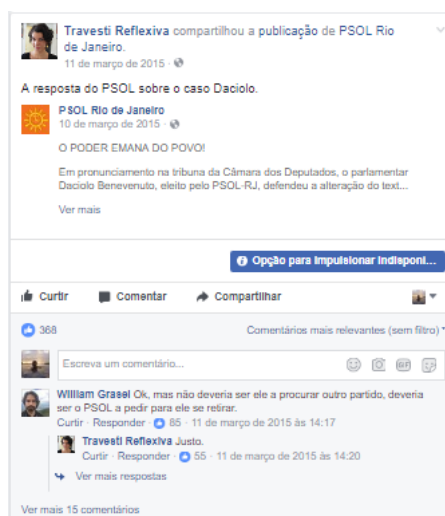 Travesti Reflexiva compartilhou a publicação de PSOL Rio
de Janeiro.
11 de março de 2015 ·
A resposta do PSOL sobre o caso Daciolo.
PSOL Rio de Janeiro
10 de março de 2015 ·
O PODER EMANA DO POVO!
Em pronunciamento na tribuna da Câmara dos Deputados, o parlamentar
Daciolo Benevenuto, eleito pelo PSOL-RJ, defendeu a alteração do text...
Ver mais
Opção para impulsionar indisponí...
Curtir Comentar Compartilhar
368 Comentários mais relevantes (sem filtro)
Escreva um comentário... GIF
William Grasel Ok, mas não deveria ser ele a procurar outro partido, deveria
ser o PSOL a pedir para ele se retirar.
Curtir · Responder · 85 · 11 de março de 2015 às 14:17
Travesti Reflexiva Justo.
Curtir · Responder · 55 · 11 de março de 2015 às 14:20
Ver mais respostas
Ver mais 15 comentários